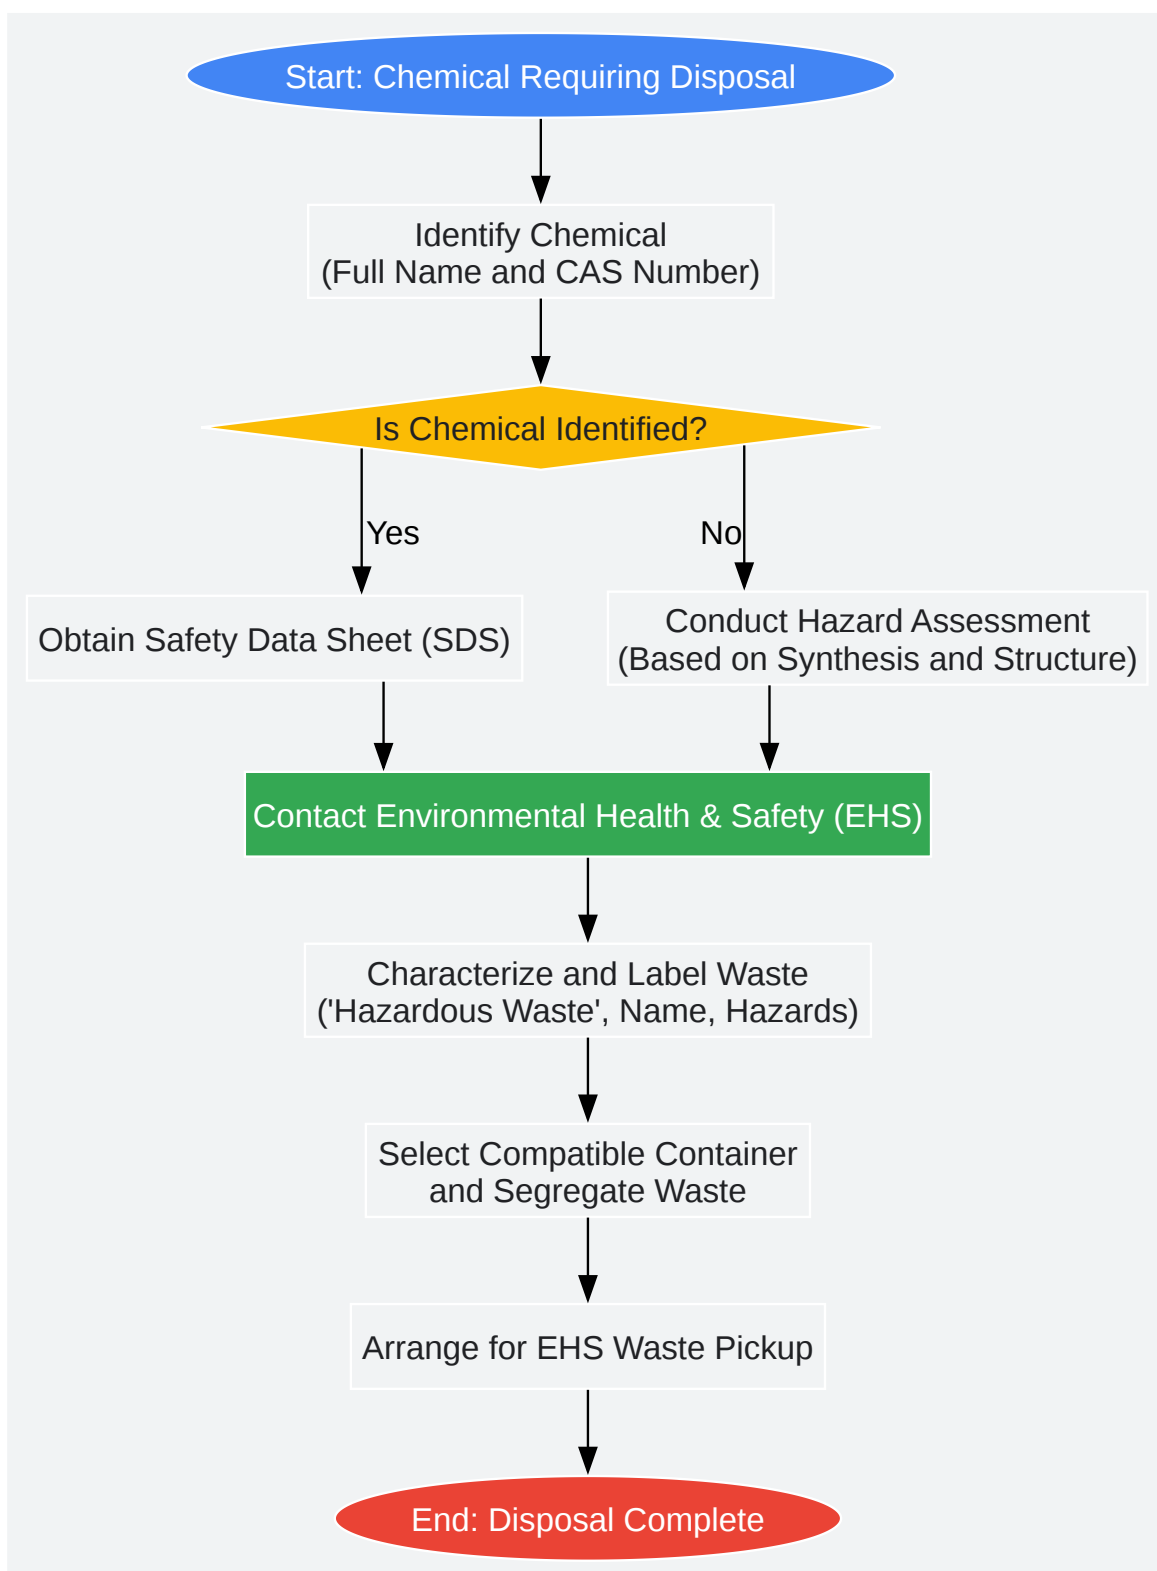 Start: Chemical Requiring Disposal
Identify Chemical
(Full Name and CAS Number)
Is Chemical Identified?
Yes
No
Obtain Safety Data Sheet (SDS)
Conduct Hazard Assessment
(Based on Synthesis and Structure)
Contact Environmental Health & Safety (EHS)
Characterize and Label Waste
('Hazardous Waste', Name, Hazards)
Select Compatible Container
and Segregate Waste
Arrange for EHS Waste Pickup
End: Disposal Complete